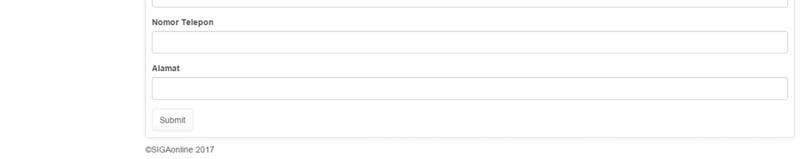 Nomor Telepon
Alamat
Submit
©SIGAonline 2017